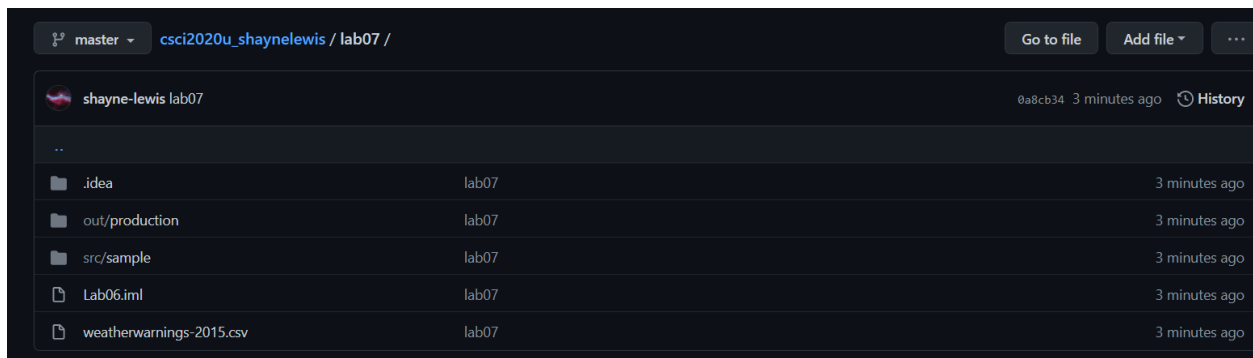 master csci2020u_shaynelewis / lab07 / Go to file Add file ...
shayne-lewis lab07 0a8cb34 3 minutes ago History
..
.idea lab07 3 minutes ago
out/production lab07 3 minutes ago
src/sample lab07 3 minutes ago
Lab06.iml lab07 3 minutes ago
weatherwarnings-2015.csv lab07 3 minutes ago